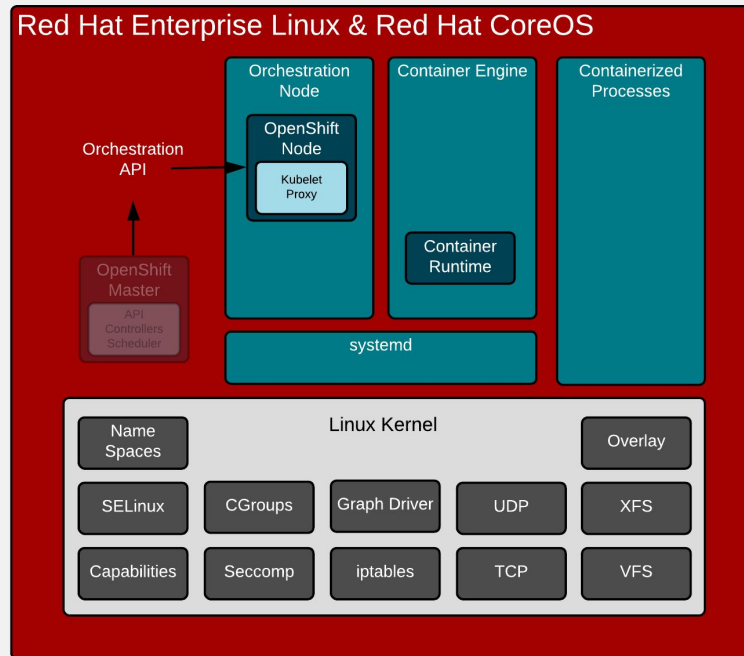 Red Hat Enterprise Linux & Red Hat CoreOS
Orchestration
Node
Container Engine
Containerized
Processes
OpenShift
Node
Kubelet
Proxy
Orchestration
API
Container
Runtime
OpenShift
Master
API
Controllers
Scheduler
systemd
Linux Kernel
Name
Spaces
Overlay
SELinux
CGroups
Graph Driver
UDP
XFS
Capabilities
Seccomp
iptables
TCP
VFS